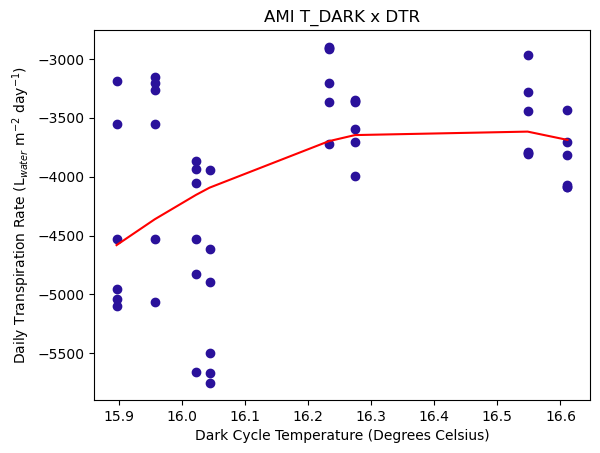 AMI T_DARK x DTR
Daily Transpiration Rate (L_water m⁻² day⁻¹)
−3000
−3500
−4000
−4500
−5000
−5500
15.9 16.0 16.1 16.2 16.3 16.4 16.5 16.6
Dark Cycle Temperature (Degrees Celsius)